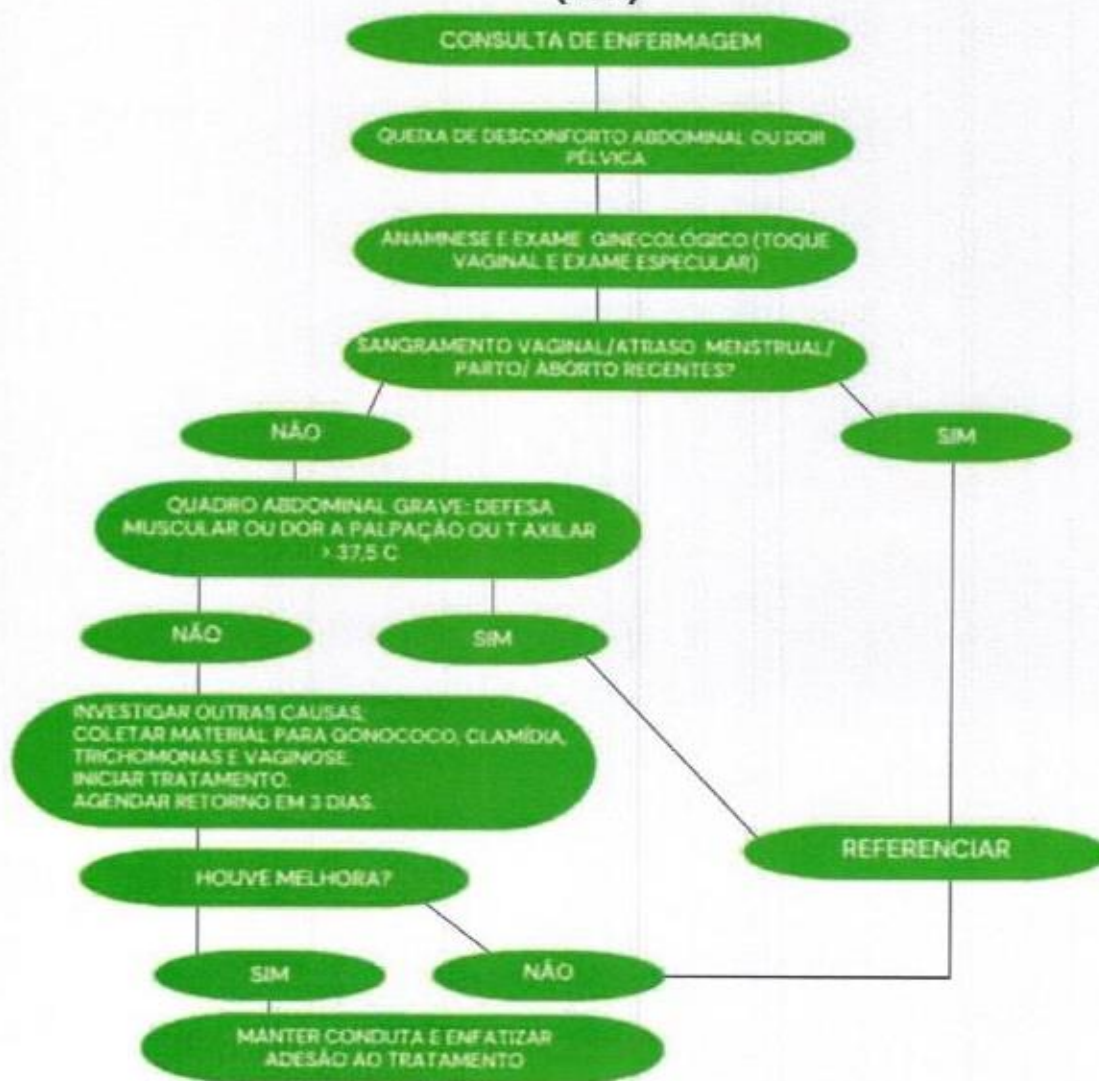 CONSULTA DE ENFERMAGEM
QUEIXA DE DESCONFORTO ABDOMINAL OU DOR
PÉLVICA
ANAMNESE E EXAME GINECOLÓGICO (TOQUE
VAGINAL E EXAME ESPECULAR)
SANGRAMENTO VAGINAL/ATRASO MENSTRUAL/
PARTO/ ABORTO RECENTES?
NÃO
SIM
QUADRO ABDOMINAL GRAVE: DEFESA
MUSCULAR OU DOR A PALPAÇÃO OU T AXILAR
> 37,5 C
NÃO
SIM
INVESTIGAR OUTRAS CAUSAS.
COLETAR MATERIAL PARA GONOCOCO, CLAMÍDIA,
TRICHOMONAS E VAGINOSE.
INICIAR TRATAMENTO.
AGENDAR RETORNO EM 3 DIAS.
REFERENCIAR
HOUVE MELHORA?
SIM
NÃO
MANTER CONDUTA E ENFATIZAR
ADESÃO AO TRATAMENTO